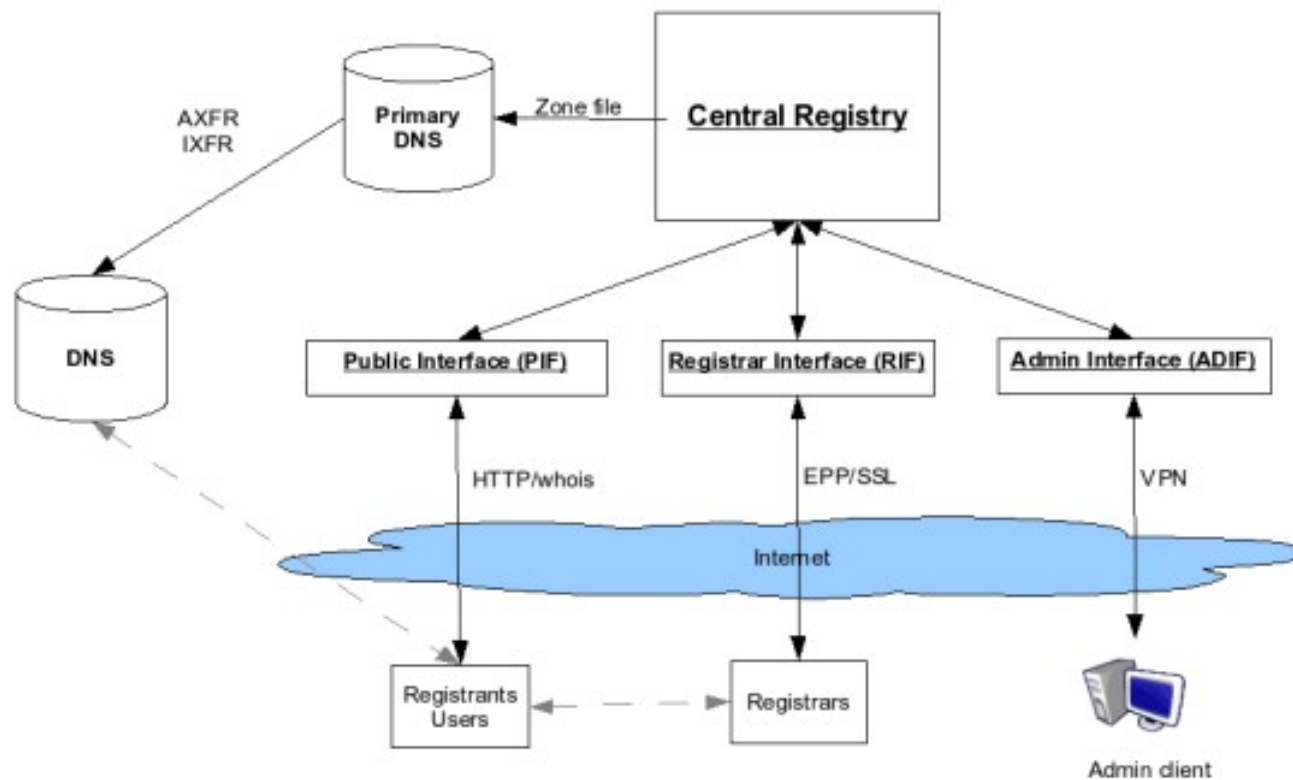 Central Registry
Zone file
Primary
DNS
AXFR
IXFR
DNS
Public Interface (PIF)
Registrar Interface (RIF)
Admin Interface (ADIF)
HTTP/whois
EPP/SSL
VPN
Internet
Registrants
Users
Registrars
Admin client